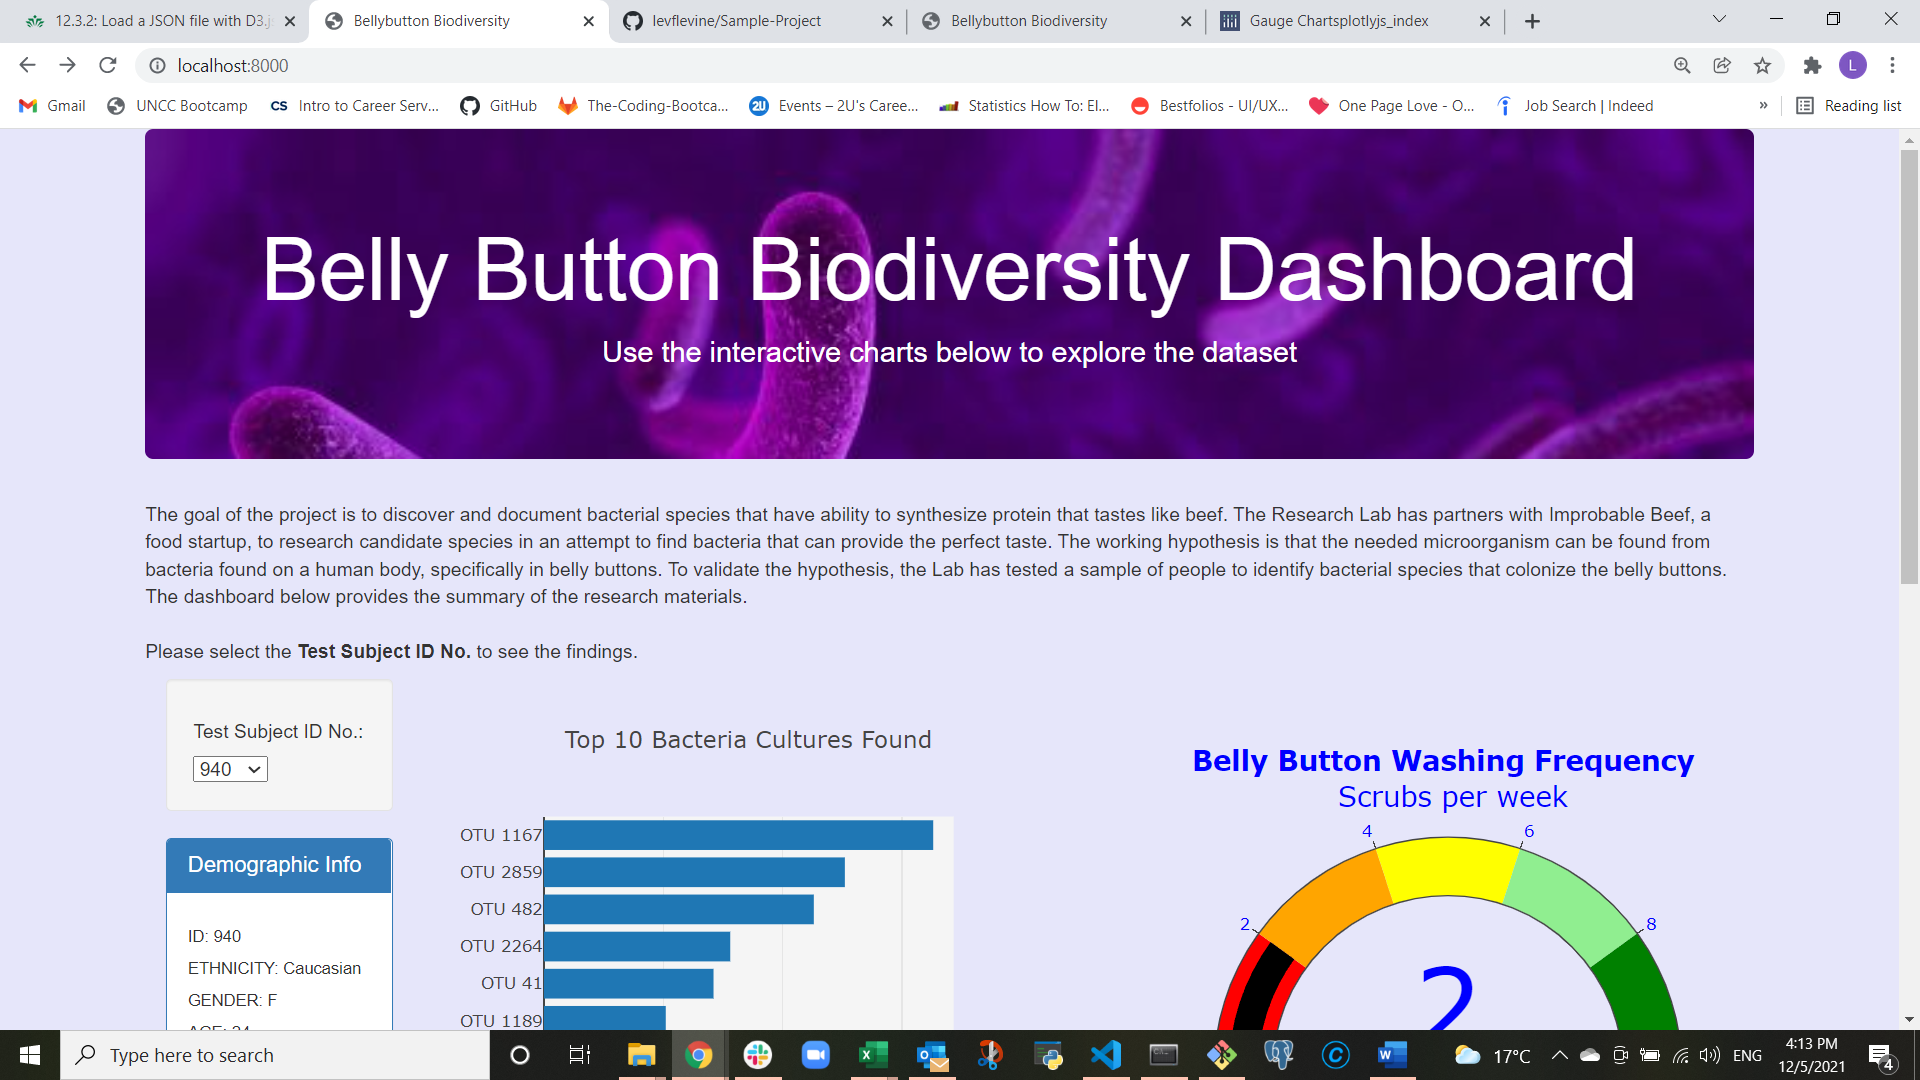 12.3.2: Load a JSON file with D3.js
Bellybutton Biodiversity
levflevine/Sample-Project
Bellybutton Biodiversity
Gauge Chartsplotlyjs_index
localhost:8000
L
Gmail
UNCC Bootcamp
CS Intro to Career Serv...
GitHub
The-Coding-Bootca...
2U Events – 2U's Caree...
Statistics How To: El...
Bestfolios - UI/UX...
One Page Love - O...
Job Search | Indeed
»
Reading list
Belly Button Biodiversity Dashboard
Use the interactive charts below to explore the dataset
The goal of the project is to discover and document bacterial species that have ability to synthesize protein that tastes like beef. The Research Lab has partners with Improbable Beef, a
food startup, to research candidate species in an attempt to find bacteria that can provide the perfect taste. The working hypothesis is that the needed microorganism can be found from
bacteria found on a human body, specifically in belly buttons. To validate the hypothesis, the Lab has tested a sample of people to identify bacterial species that colonize the belly buttons.
The dashboard below provides the summary of the research materials.
Please select the Test Subject ID No. to see the findings.
Test Subject ID No.:
940
Demographic Info
ID: 940
ETHNICITY: Caucasian
GENDER: F
Top 10 Bacteria Cultures Found
OTU 1167
OTU 2859
OTU 482
OTU 2264
OTU 41
OTU 1189
Belly Button Washing Frequency
Scrubs per week
4
6
2
8
2
Type here to search
17°C
ENG
4:13 PM
12/5/2021
4